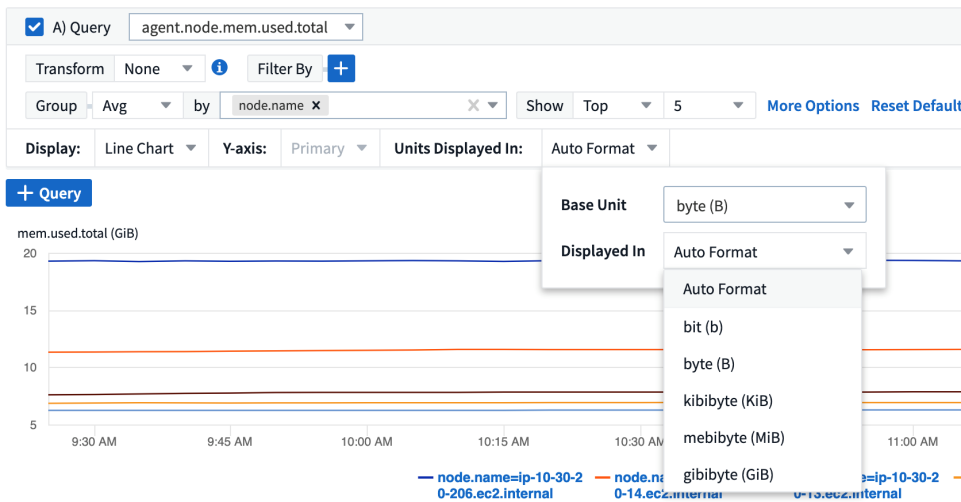 A) Query agent.node.mem.used.total
Transform None Filter By +
Group Avg by node.name × Show Top 5 More Options Reset Default
Display: Line Chart Y-axis: Primary Units Displayed In: Auto Format
+ Query
Base Unit byte (B)
Displayed In Auto Format
Auto Format
bit (b)
byte (B)
kibibyte (KiB)
mebibyte (MiB)
gibibyte (GiB)
mem.used.total (GiB)
20
15
10
5
9:30 AM 9:45 AM 10:00 AM 10:15 AM 10:30 AM 11:00 AM
node.name=ip-10-30-2
0-206.ec2.internal
node.na
0-14.ec2.internal
e=ip-10-30-2
0-13.ec2.internal